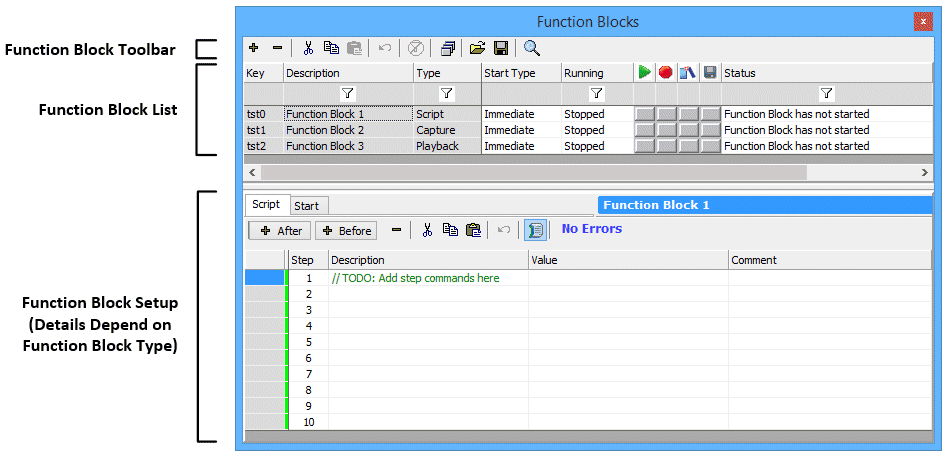 Function Blocks
Function Block Toolbar
Function Block List
Key Description Type Start Type Running Status
tst0 Function Block 1 Script Immediate Stopped Function Block has not started
tst1 Function Block 2 Capture Immediate Stopped Function Block has not started
tst2 Function Block 3 Playback Immediate Stopped Function Block has not started
Script Start Function Block 1
After Before No Errors
Function Block Setup
(Details Depend on
Function Block Type)
Step Description Value Comment
1 // TODO: Add step commands here
2
3
4
5
6
7
8
9
10